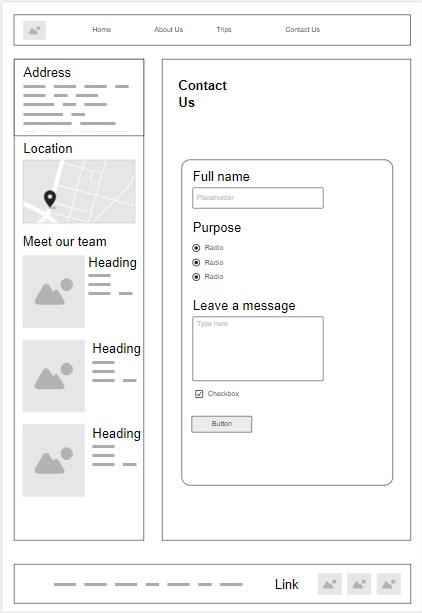 Home About Us Trips Contact Us
Address
Location
Meet our team
Heading
Heading
Heading
Contact
Us
Full name
Placeholder
Purpose
Radio
Radio
Radio
Leave a message
Type here
Checkbox
Button
Link